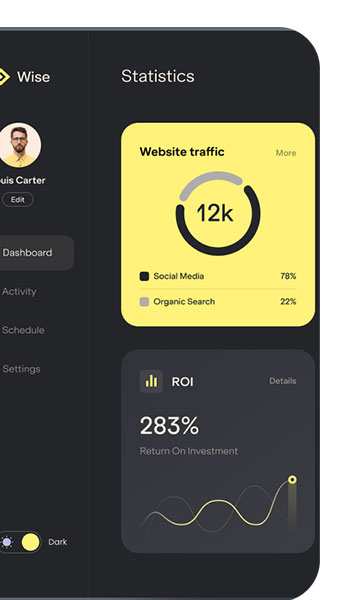 Wise
uis Carter
Edit
Dashboard
Activity
Schedule
Settings
Dark
Statistics
Website traffic
More
12k
Social Media 78%
Organic Search 22%
ROI
Details
283%
Return On Investment